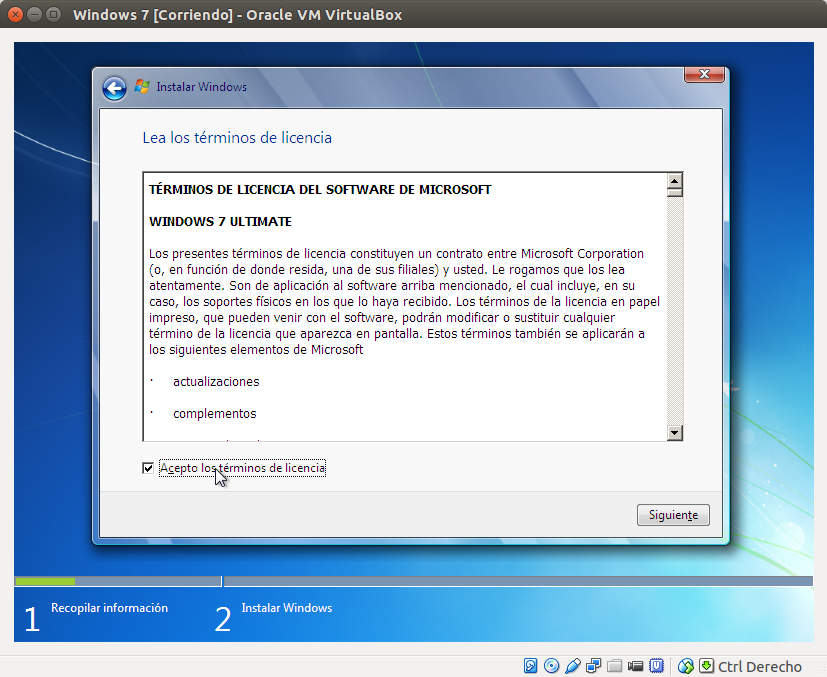 Windows 7 [Corriendo] - Oracle VM VirtualBox
Instalar Windows
Lea los términos de licencia
TÉRMINOS DE LICENCIA DEL SOFTWARE DE MICROSOFT
WINDOWS 7 ULTIMATE
Los presentes términos de licencia constituyen un contrato entre Microsoft Corporation
(o, en función de donde resida, una de sus filiales) y usted. Le rogamos que los lea
atentamente. Son de aplicación al software arriba mencionado, el cual incluye, en su
caso, los soportes físicos en los que lo haya recibido. Los términos de la licencia en papel
impreso, que pueden venir con el software, podrán modificar o sustituir cualquier
término de la licencia que aparezca en pantalla. Estos términos también se aplicarán a
los siguientes elementos de Microsoft
· actualizaciones
· complementos
Acepto los términos de licencia
Siguiente
1 Recopilar información
2 Instalar Windows
Ctrl Derecho